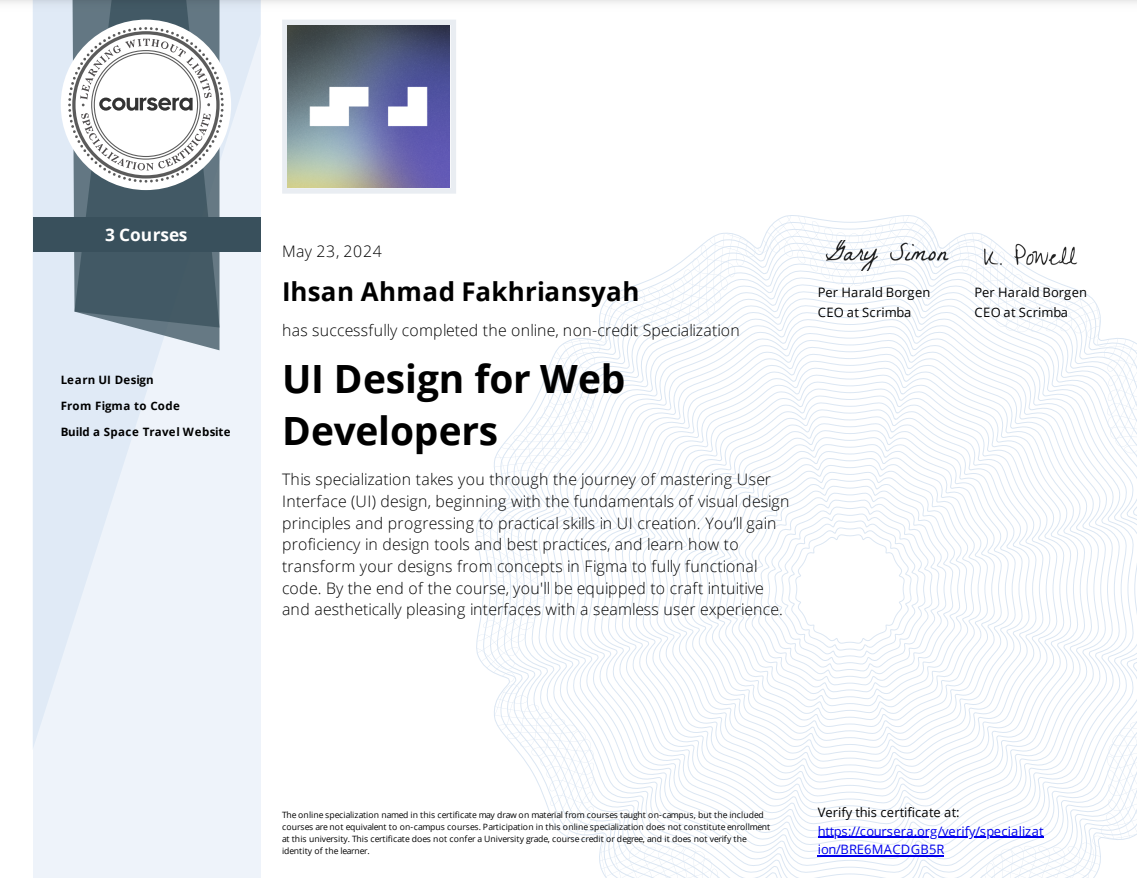 LEARNING WITHOUT LIMITS
coursera
SPECIALIZATION CERTIFICATE
3 Courses
Learn UI Design
From Figma to Code
Build a Space Travel Website
May 23, 2024
Ihsan Ahmad Fakhriansyah
has successfully completed the online, non-credit Specialization
UI Design for Web
Developers
This specialization takes you through the journey of mastering User
Interface (UI) design, beginning with the fundamentals of visual design
principles and progressing to practical skills in UI creation. You’ll gain
proficiency in design tools and best practices, and learn how to
transform your designs from concepts in Figma to fully functional
code. By the end of the course, you'll be equipped to craft intuitive
and aesthetically pleasing interfaces with a seamless user experience.
Gary Simon
Per Harald Borgen
CEO at Scrimba
K. Powell
Per Harald Borgen
CEO at Scrimba
The online specialization named in this certificate may draw on material from courses taught on-campus, but the included
courses are not equivalent to on-campus courses. Participation in this online specialization does not constitute enrollment
at this university. This certificate does not confer a University grade, course credit or degree, and it does not verify the
identity of the learner.
Verify this certificate at:
https://coursera.org/verify/specializat
ion/BRE6MACDGB5R